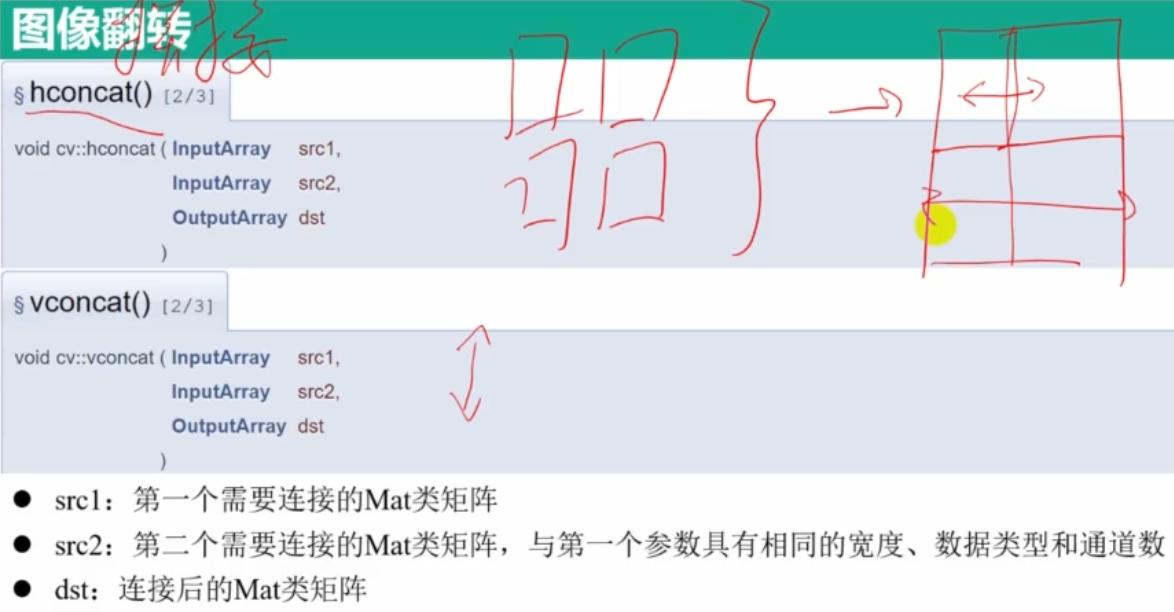 图像翻转
拼接
§ hconcat() [2/3]
void cv::hconcat ( InputArray src1,
InputArray src2,
OutputArray dst
)
§ vconcat() [2/3]
void cv::vconcat ( InputArray src1,
InputArray src2,
OutputArray dst
)
● src1：第一个需要连接的Mat类矩阵
● src2：第二个需要连接的Mat类矩阵，与第一个参数具有相同的宽度、数据类型和通道数
● dst：连接后的Mat类矩阵